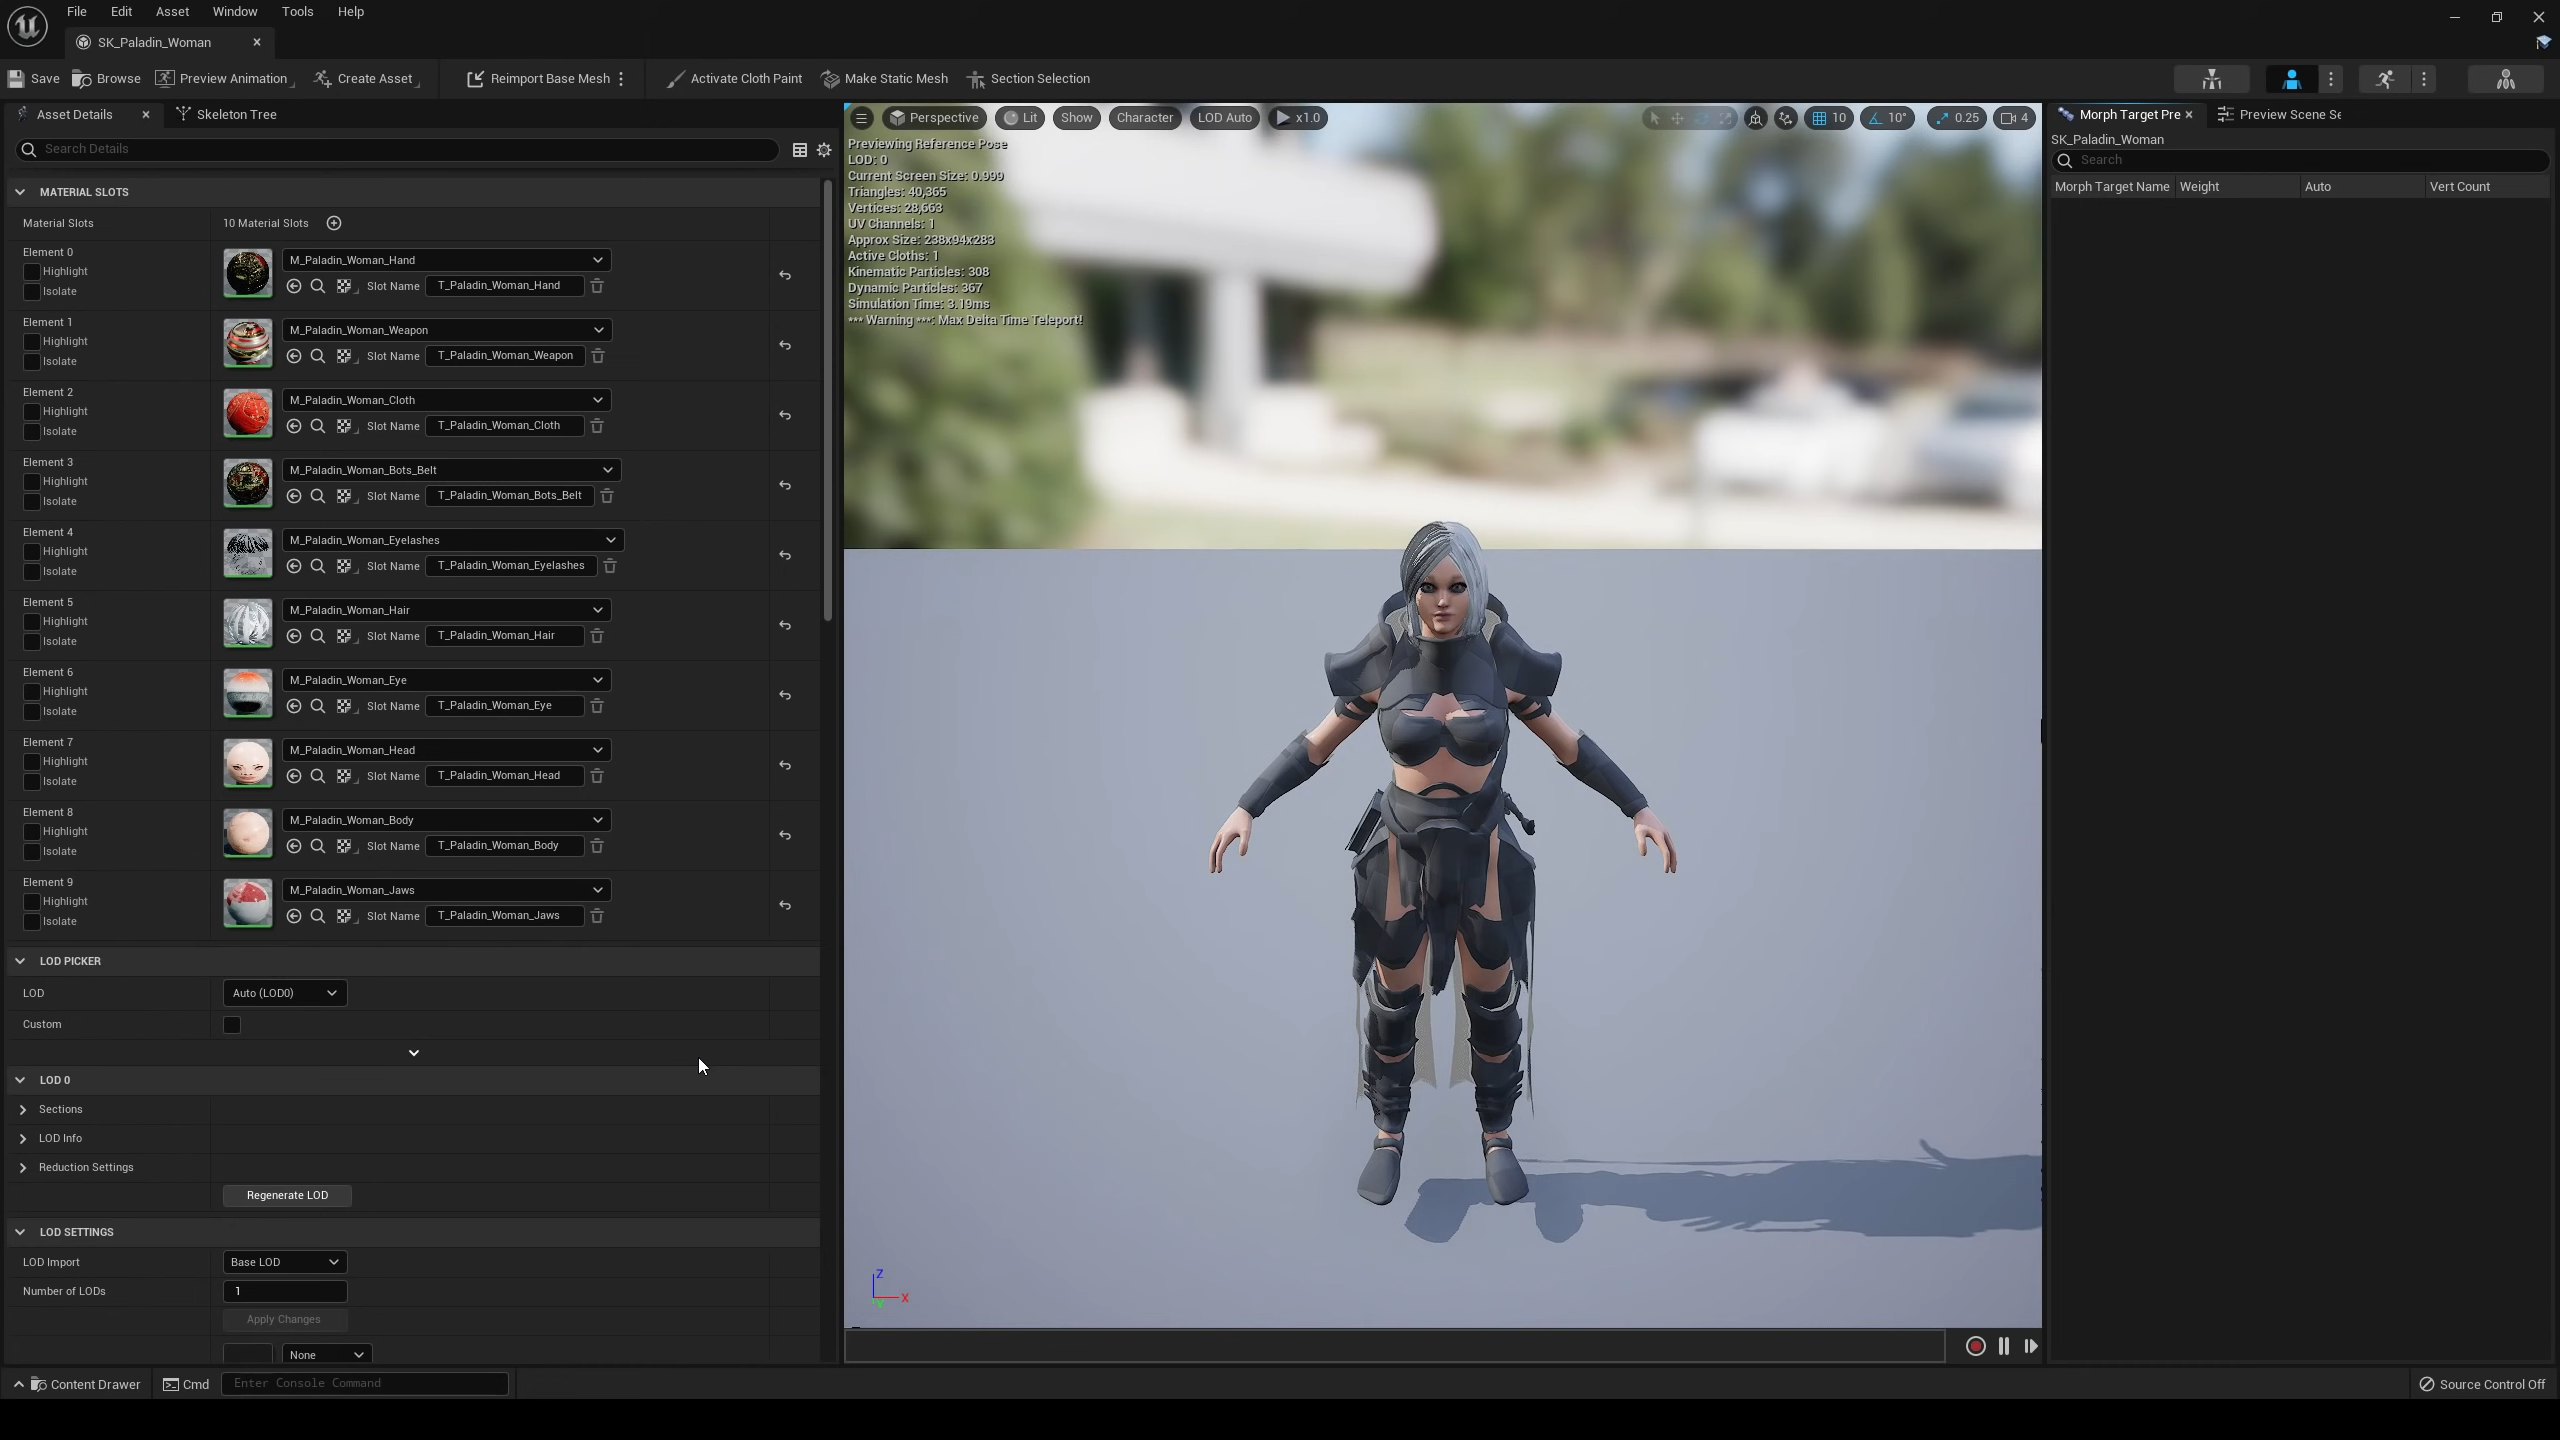 File Edit Asset Window Tools Help
SK_Paladin_Woman
Save Browse Preview Animation Create Asset Reimport Base Mesh Activate Cloth Paint Make Static Mesh Section Selection
Asset Details Skeleton Tree
Search Details
MATERIAL SLOTS
Material Slots 10 Material Slots
Element 0
Highlight
Isolate
M_Paladin_Woman_Hand
Slot Name T_Paladin_Woman_Hand
Element 1
Highlight
Isolate
M_Paladin_Woman_Weapon
Slot Name T_Paladin_Woman_Weapon
Element 2
Highlight
Isolate
M_Paladin_Woman_Cloth
Slot Name T_Paladin_Woman_Cloth
Element 3
Highlight
Isolate
M_Paladin_Woman_Bots_Belt
Slot Name T_Paladin_Woman_Bots_Belt
Element 4
Highlight
Isolate
M_Paladin_Woman_Eyelashes
Slot Name T_Paladin_Woman_Eyelashes
Element 5
Highlight
Isolate
M_Paladin_Woman_Hair
Slot Name T_Paladin_Woman_Hair
Element 6
Highlight
Isolate
M_Paladin_Woman_Eye
Slot Name T_Paladin_Woman_Eye
Element 7
Highlight
Isolate
M_Paladin_Woman_Head
Slot Name T_Paladin_Woman_Head
Element 8
Highlight
Isolate
M_Paladin_Woman_Body
Slot Name T_Paladin_Woman_Body
Element 9
Highlight
Isolate
M_Paladin_Woman_Jaws
Slot Name T_Paladin_Woman_Jaws
LOD PICKER
LOD Auto (LOD0)
Custom
LOD 0
Sections
LOD Info
Reduction Settings
Regenerate LOD
LOD SETTINGS
LOD Import Base LOD
Number of LODs 1
Apply Changes
None
Perspective Lit Show Character LOD Auto x1.0 10 10° 0.25 4
Previewing Reference Pose
LOD: 0
Current Screen Size: 0.999
Triangles: 40,365
Vertices: 28,663
UV Channels: 1
Approx Size: 238x94x283
Active Cloths: 1
Kinematic Particles: 308
Dynamic Particles: 367
Simulation Time: 3.19ms
*** Warning ***: Max Delta Time Teleport!
Z
X
Y
Morph Target Pre Preview Scene Se
SK_Paladin_Woman
Search
Morph Target Name Weight Auto Vert Count
Content Drawer Cmd Enter Console Command Source Control Off